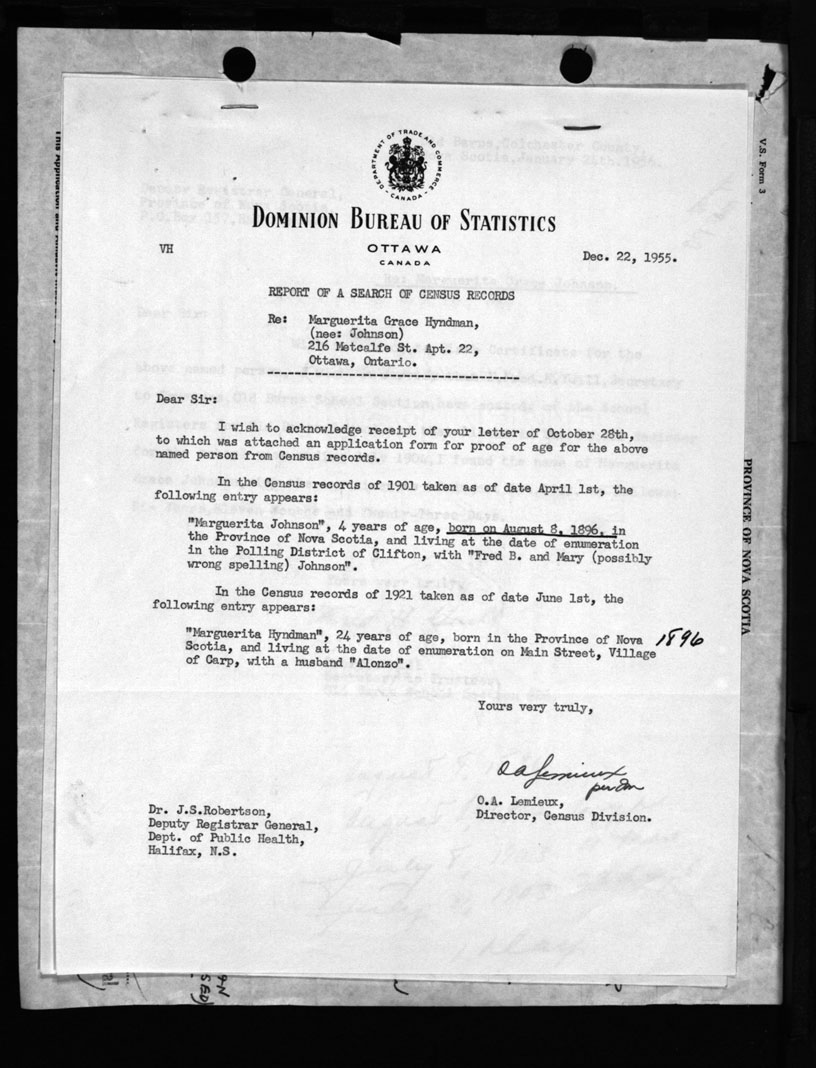 DEPARTMENT OF TRADE AND COMMERCE
- CANADA -
DOMINION BUREAU OF STATISTICS
VH
OTTAWA
CANADA
Dec. 22, 1955.
REPORT OF A SEARCH OF CENSUS RECORDS
Re: Marguerita Grace Hyndman,
(nee: Johnson)
216 Metcalfe St. Apt. 22,
Ottawa, Ontario.
Dear Sir:
I wish to acknowledge receipt of your letter of October 28th,
to which was attached an application form for proof of age for the above
named person from Census records.
In the Census records of 1901 taken as of date April 1st, the
following entry appears:
"Marguerita Johnson", 4 years of age, born on August 8, 1896, in
the Province of Nova Scotia, and living at the date of enumeration
in the Polling District of Clifton, with "Fred B. and Mary (possibly
wrong spelling) Johnson".
In the Census records of 1921 taken as of date June 1st, the
following entry appears:
"Marguerita Hyndman", 24 years of age, born in the Province of Nova 1896
Scotia, and living at the date of enumeration on Main Street, Village
of Carp, with a husband "Alonzo".
Yours very truly,
O.A. Lemieux
per
O.A. Lemieux,
Director, Census Division.
Dr. J.S.Robertson,
Deputy Registrar General,
Dept. of Public Health,
Halifax, N.S.
V.S. Form 3
PROVINCE OF NOVA SCOTIA